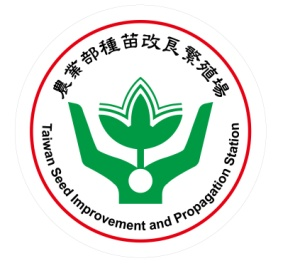 農業部種苗改良繁殖場
Taiwan Seed Improvement and Propagation Station